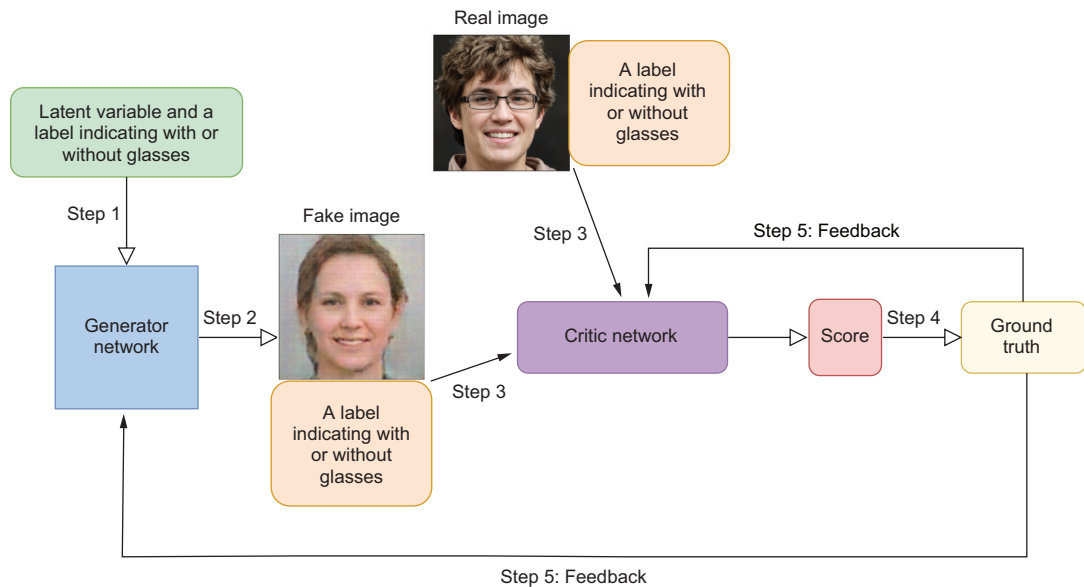 Real image
A label
indicating with
or without
glasses
Latent variable and a
label indicating with or
without glasses
Step 1
Fake image
Step 3
Step 5: Feedback
Generator
network
Step 2
Critic network
Score
Step 4
Ground
truth
Step 3
A label
indicating with
or without
glasses
Step 5: Feedback